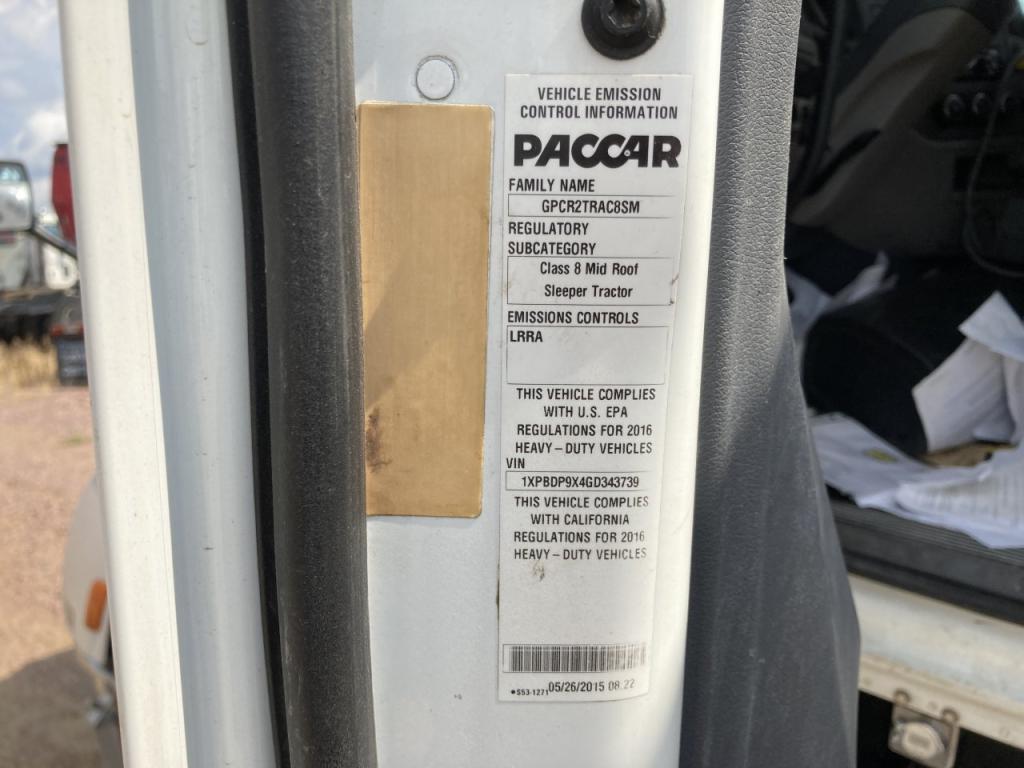 VEHICLE EMISSION
CONTROL INFORMATION
PACCAR
FAMILY NAME
GPCR2TRAC8SM
REGULATORY
SUBCATEGORY
Class 8 Mid Roof
Sleeper Tractor
EMISSIONS CONTROLS
LRRA
THIS VEHICLE COMPLIES
WITH U.S. EPA
REGULATIONS FOR 2016
HEAVY-DUTY VEHICLES
VIN
1XPBDP9X4GD343739
THIS VEHICLE COMPLIES
WITH CALIFORNIA
REGULATIONS FOR 2016
HEAVY-DUTY VEHICLES
•S53-1271 05/26/2015 08.22